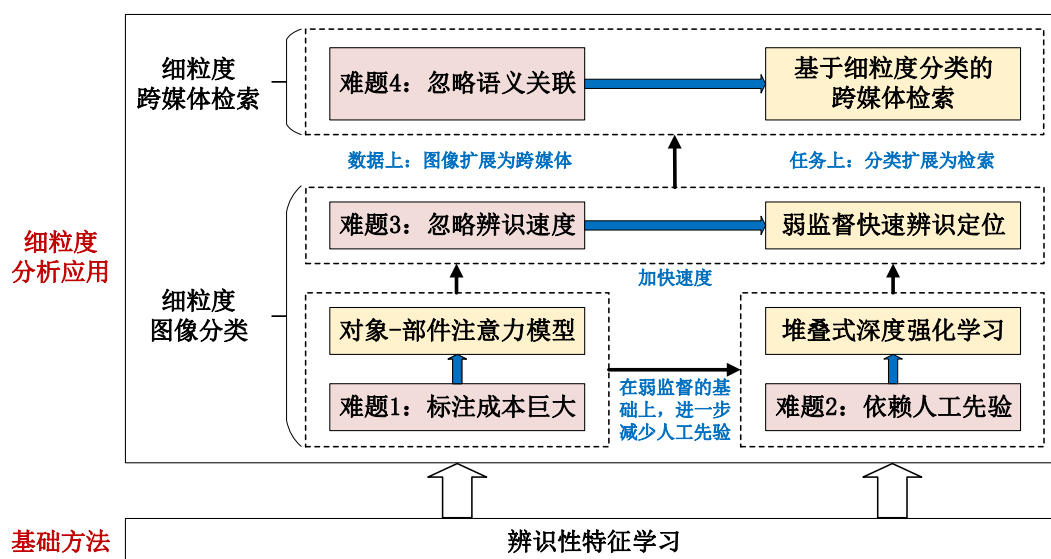 细粒度
跨媒体检索
难题4：忽略语义关联
基于细粒度分类的
跨媒体检索
数据上：图像扩展为跨媒体
任务上：分类扩展为检索
细粒度
分析应用
细粒度
图像分类
难题3：忽略辨识速度
弱监督快速辨识定位
加快速度
对象-部件注意力模型
堆叠式深度强化学习
在弱监督的基
础上，进一步
减少人工先验
难题1：标注成本巨大
难题2：依赖人工先验
基础方法
辨识性特征学习